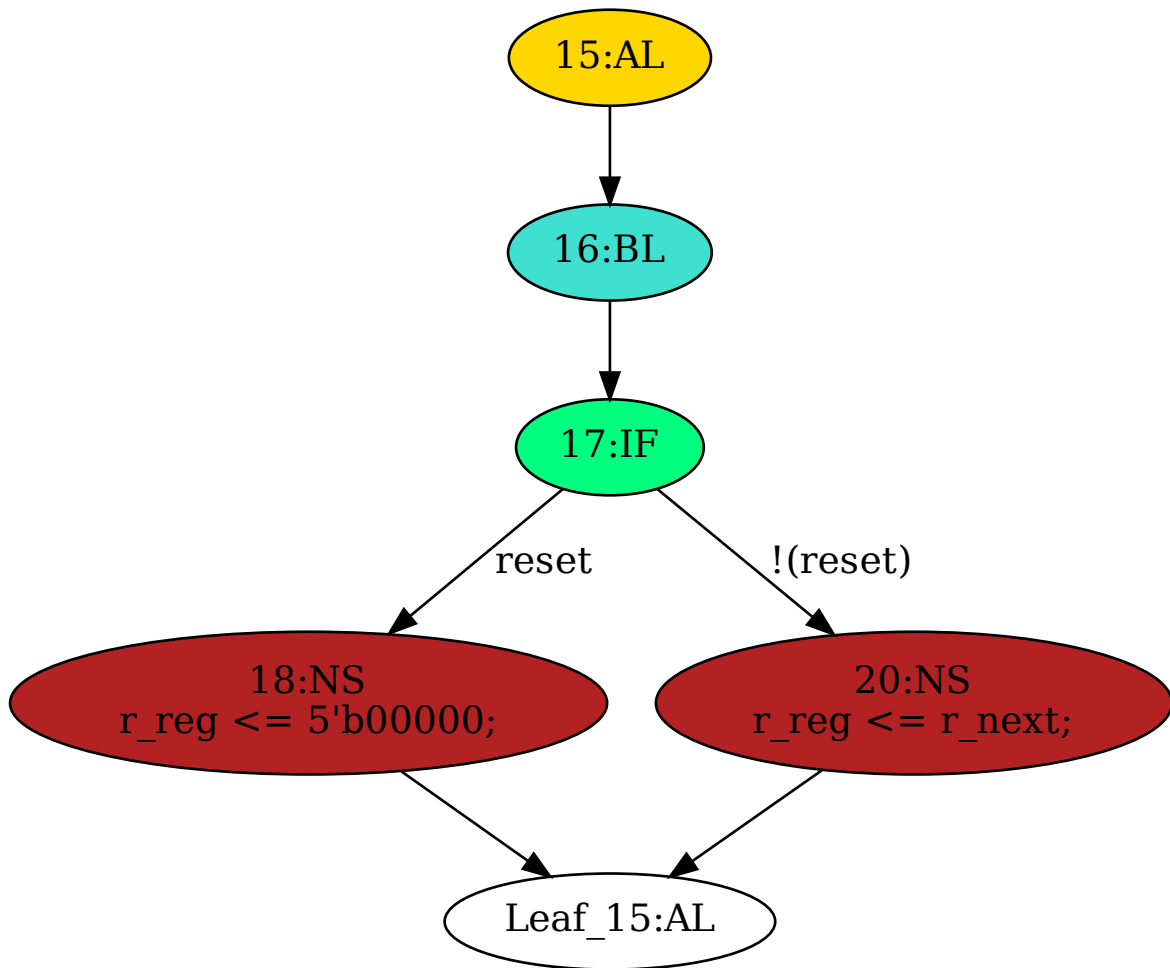 15:AL
16:BL
17:IF
reset
!(reset)
18:NS
r_reg <= 5'b00000;
20:NS
r_reg <= r_next;
Leaf_15:AL